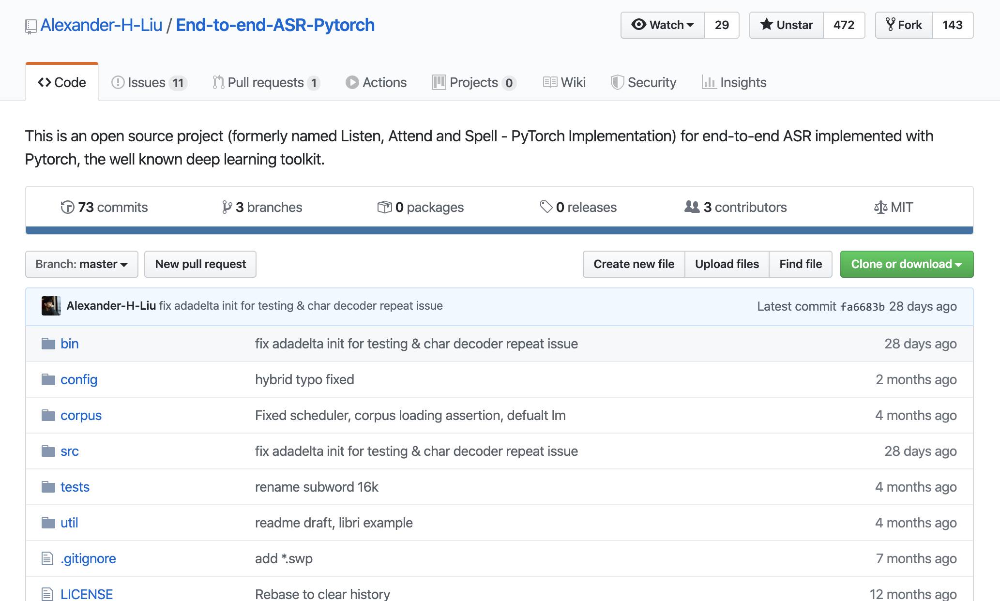 Alexander-H-Liu / End-to-end-ASR-Pytorch Watch 29 Unstar 472 Fork 143
Code Issues 11 Pull requests 1 Actions Projects 0 Wiki Security Insights
This is an open source project (formerly named Listen, Attend and Spell - PyTorch Implementation) for end-to-end ASR implemented with
Pytorch, the well known deep learning toolkit.
73 commits 3 branches 0 packages 0 releases 3 contributors MIT
Branch: master New pull request Create new file Upload files Find file Clone or download
Alexander-H-Liu fix adadelta init for testing & char decoder repeat issue Latest commit fa6683b 28 days ago
bin fix adadelta init for testing & char decoder repeat issue 28 days ago
config hybrid typo fixed 2 months ago
corpus Fixed scheduler, corpus loading assertion, defualt lm 4 months ago
src fix adadelta init for testing & char decoder repeat issue 28 days ago
tests rename subword 16k 4 months ago
util readme draft, libri example 4 months ago
.gitignore add *.swp 7 months ago
LICENSE Rebase to clear history 12 months ago